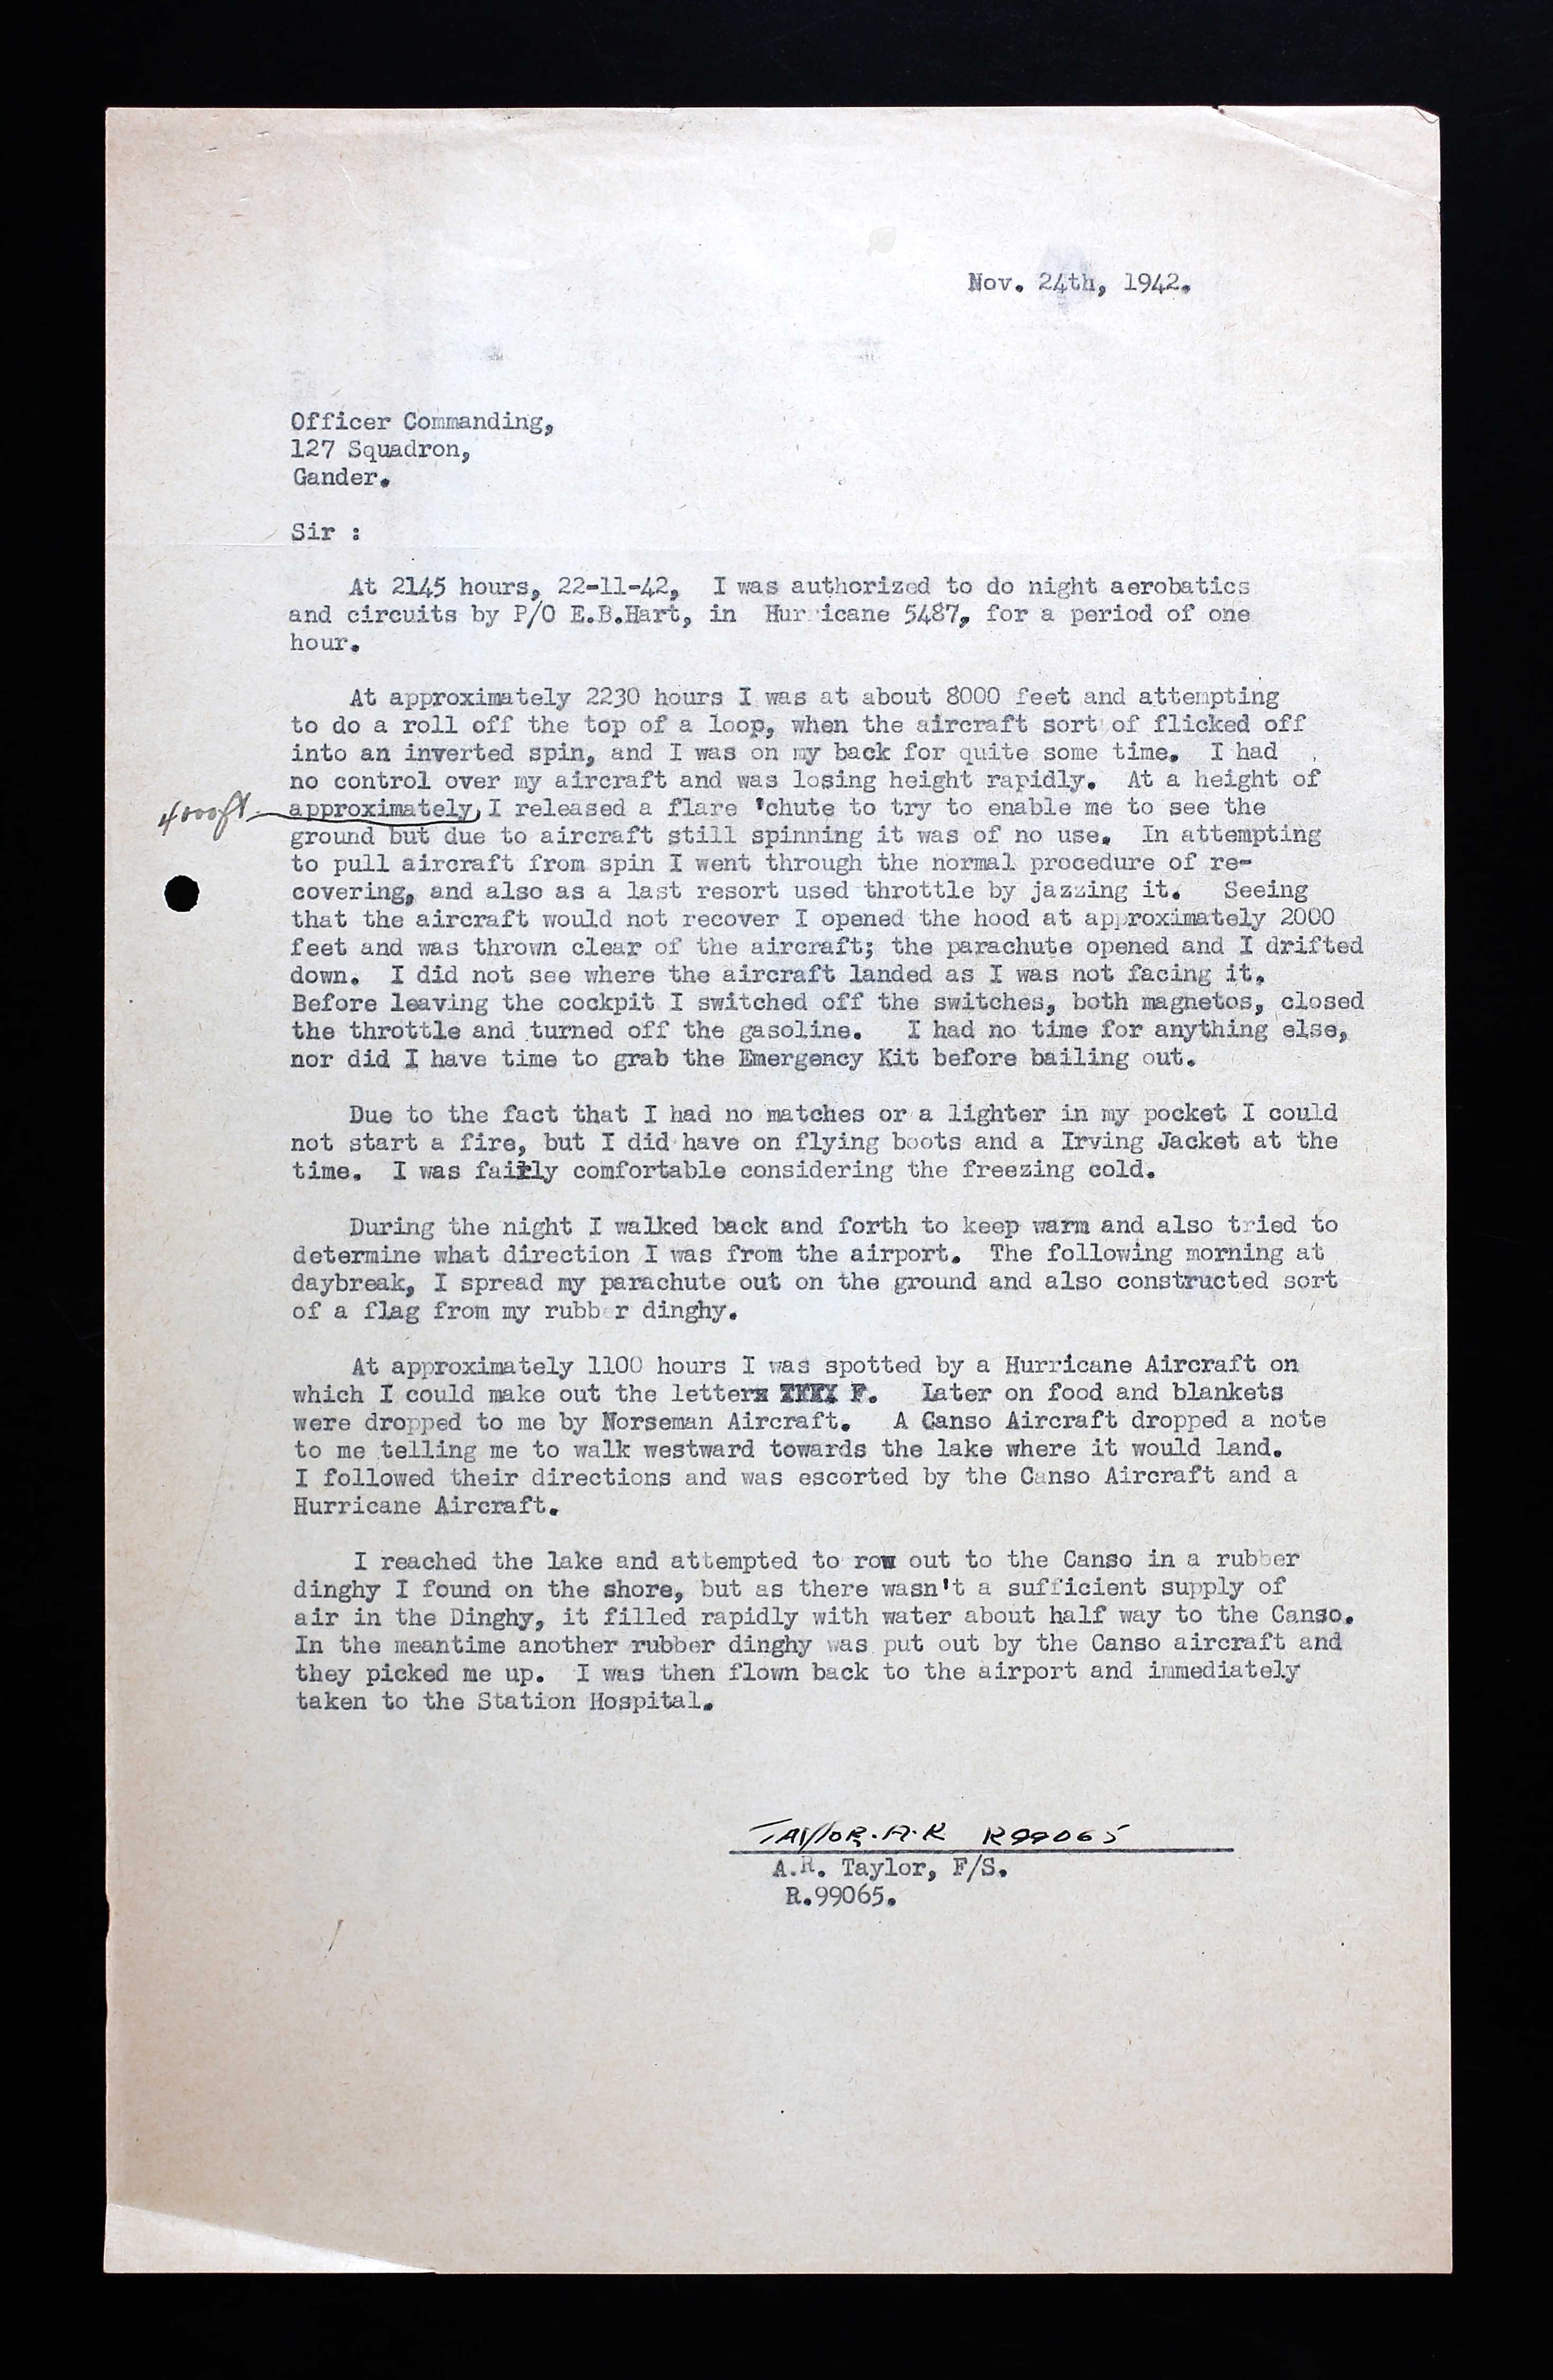 Nov. 24th, 1942.
Officer Commanding,
127 Squadron,
Gander.
Sir :
At 2145 hours, 22-11-42, I was authorized to do night aerobatics
and circuits by P/O E.B.Hart, in Hurricane 5487, for a period of one
hour.
At approximately 2230 hours I was at about 8000 feet and attempting
to do a roll off the top of a loop, when the aircraft sort of flicked off
into an inverted spin, and I was on my back for quite some time. I had
no control over my aircraft and was losing height rapidly. At a height of
4000ft approximately, I released a flare 'chute to try to enable me to see the
ground but due to aircraft still spinning it was of no use. In attempting
to pull aircraft from spin I went through the normal procedure of re-
covering, and also as a last resort used throttle by jazzing it. Seeing
that the aircraft would not recover I opened the hood at approximately 2000
feet and was thrown clear of the aircraft; the parachute opened and I drifted
down. I did not see where the aircraft landed as I was not facing it.
Before leaving the cockpit I switched off the switches, both magnetos, closed
the throttle and turned off the gasoline. I had no time for anything else,
nor did I have time to grab the Emergency Kit before bailing out.
Due to the fact that I had no matches or a lighter in my pocket I could
not start a fire, but I did have on flying boots and a Irving Jacket at the
time. I was fairly comfortable considering the freezing cold.
During the night I walked back and forth to keep warm and also tried to
determine what direction I was from the airport. The following morning at
daybreak, I spread my parachute out on the ground and also constructed sort
of a flag from my rubber dinghy.
At approximately 1100 hours I was spotted by a Hurricane Aircraft on
which I could make out the letter F. Later on food and blankets
were dropped to me by Norseman Aircraft. A Canso Aircraft dropped a note
to me telling me to walk westward towards the lake where it would land.
I followed their directions and was escorted by the Canso Aircraft and a
Hurricane Aircraft.
I reached the lake and attempted to row out to the Canso in a rubber
dinghy I found on the shore, but as there wasn't a sufficient supply of
air in the Dinghy, it filled rapidly with water about half way to the Canso.
In the meantime another rubber dinghy was put out by the Canso aircraft and
they picked me up. I was then flown back to the airport and immediately
taken to the Station Hospital.
TAYlOR. A. R R99065
A.R. Taylor, F/S.
R.99065.